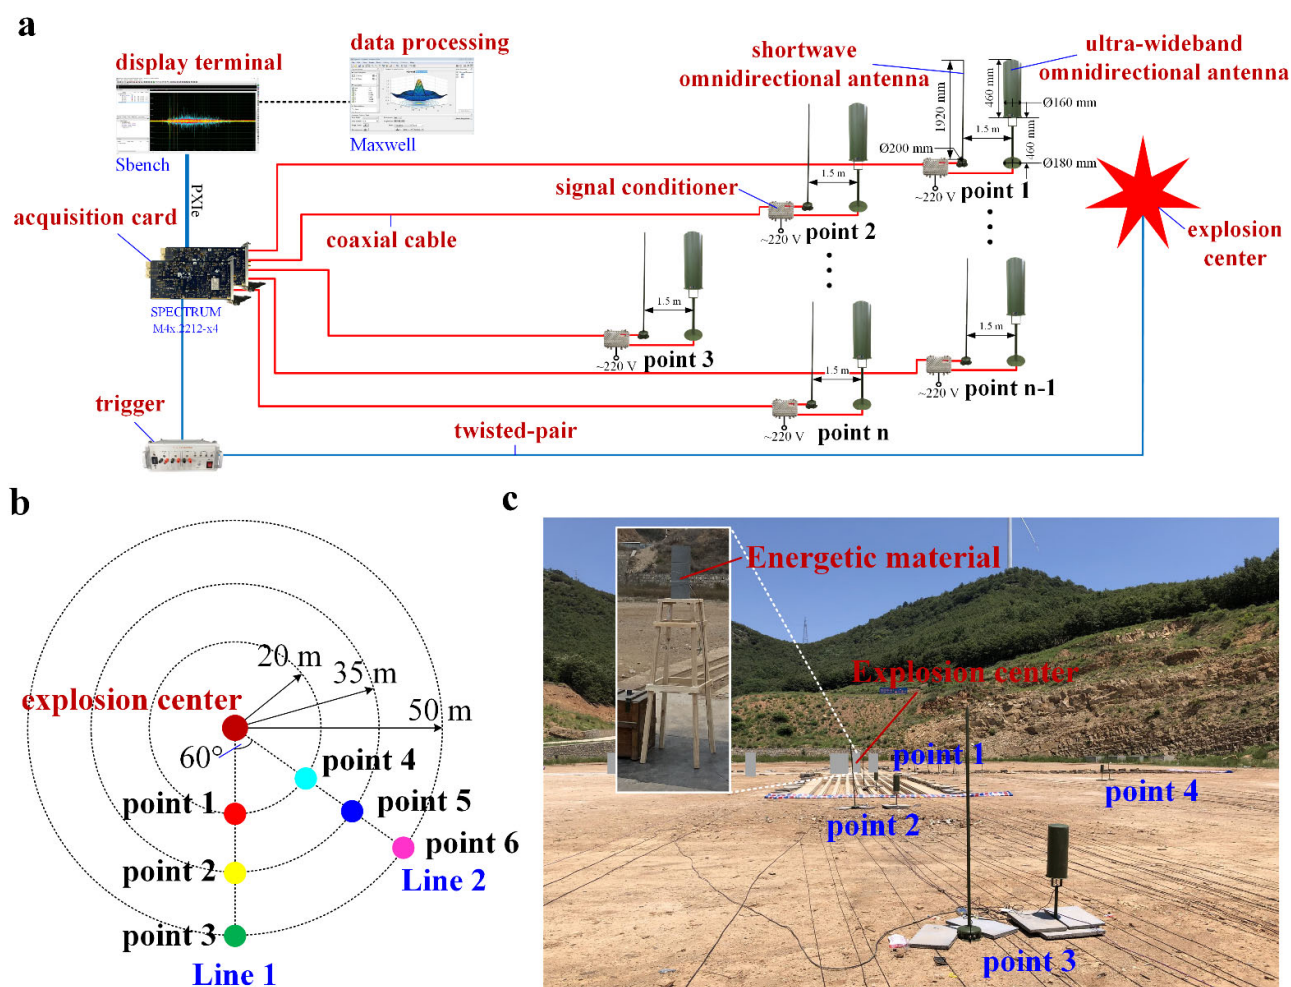 a
display terminal
data processing
shortwave
omnidirectional antenna
ultra-wideband
omnidirectional antenna
Sbench
Maxwell
PXIe
acquisition card
SPECTRUM
M4x.2212-x4
coaxial cable
signal conditioner
1920 mm
460 mm
Ø160 mm
460 mm
1.5 m
Ø200 mm
Ø180 mm
~220 V
point 1
1.5 m
~220 V
point 2
1.5 m
~220 V
point 3
1.5 m
~220 V
point n-1
1.5 m
~220 V
point n
explosion
center
trigger
twisted-pair
b
20 m
35 m
50 m
explosion center
60°
point 4
point 1
point 5
point 2
point 6
Line 2
point 3
Line 1
c
Energetic material
Explosion center
point 1
point 4
point 2
point 3